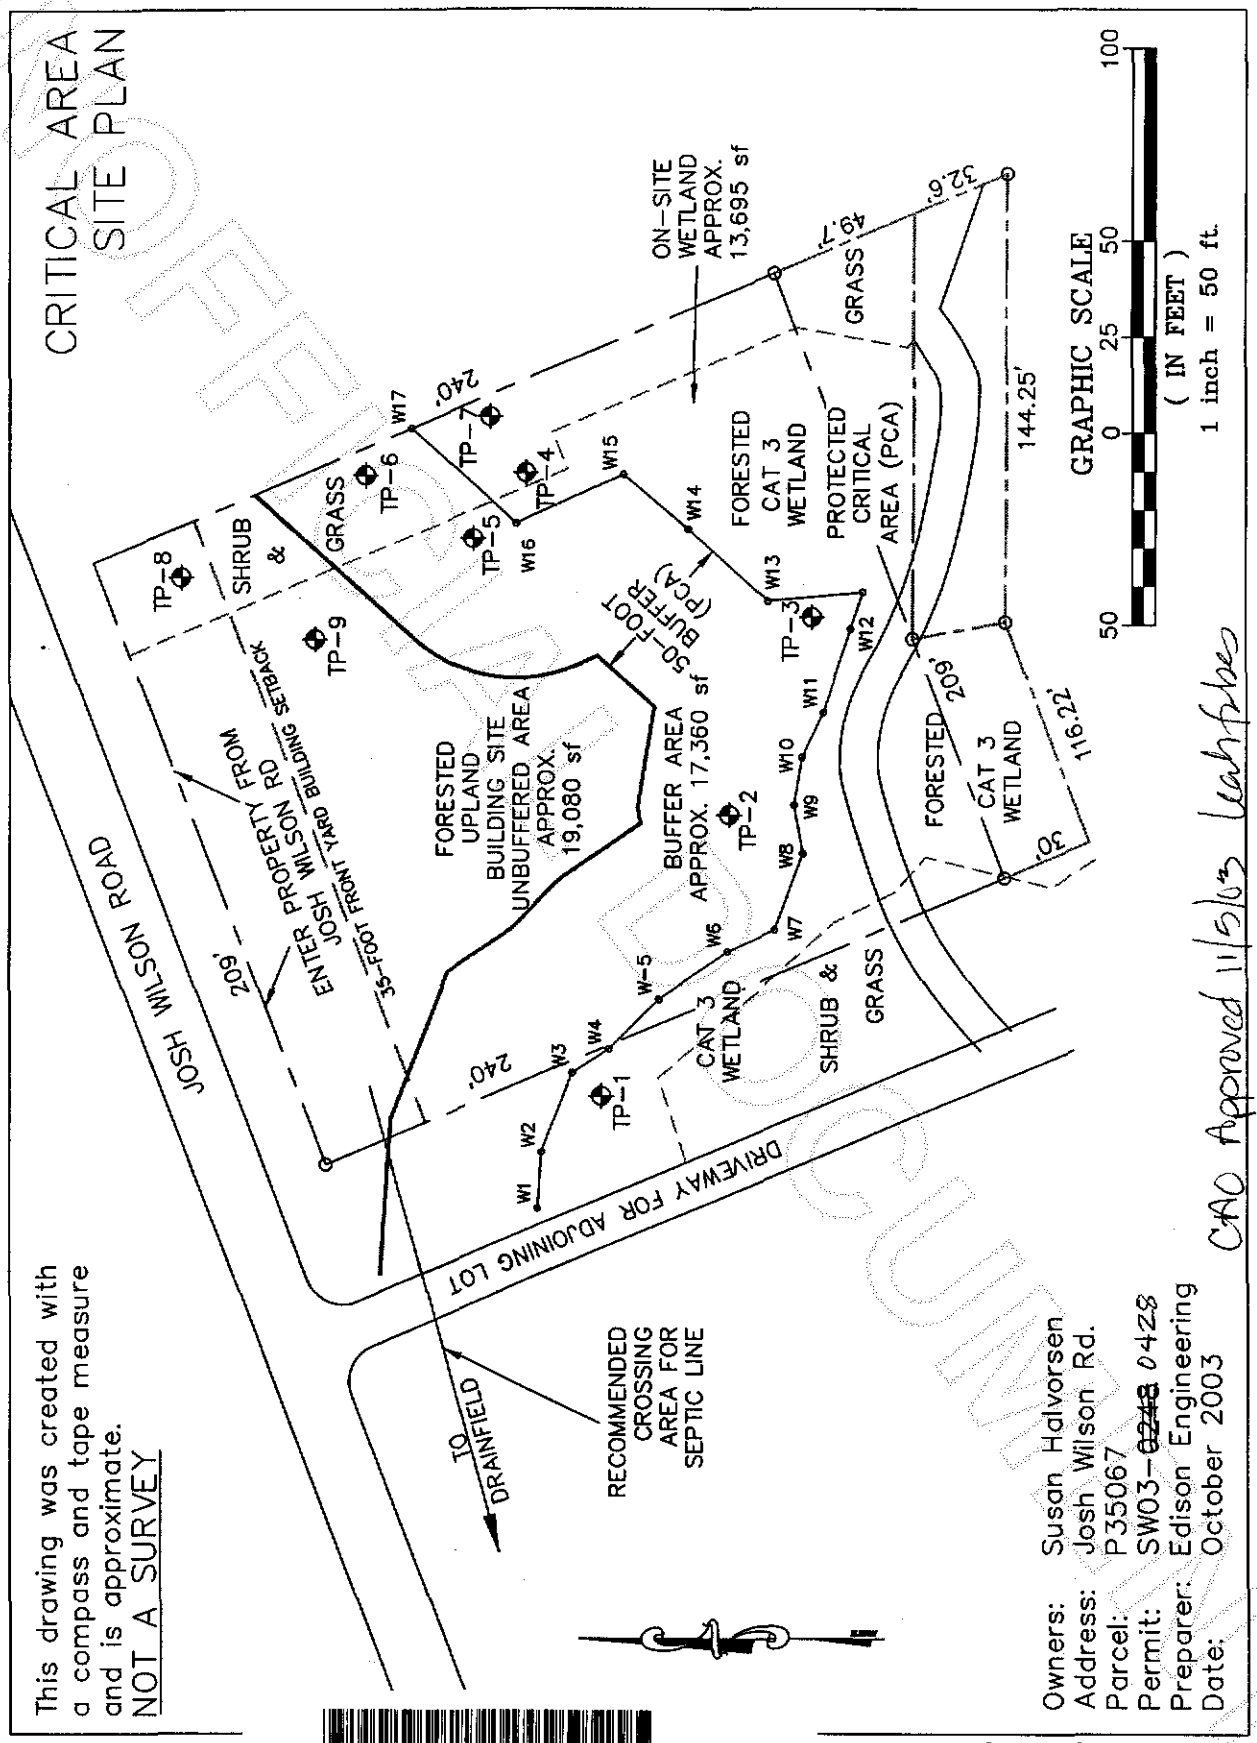 CRITICAL AREA
SITE PLAN
This drawing was created with
a compass and tape measure
and is approximate.
NOT A SURVEY
JOSH WILSON ROAD
209'
ENTER PROPERTY FROM
JOSH WILSON RD
35-FOOT FRONT YARD BUILDING SETBACK
TP-8
TP-9
SHRUB
&
GRASS
TP-6
W17
240'
TP-7
TP-4
TP-5
W16
W15
W14
W13
ON-SITE
WETLAND
APPROX.
13,695 sf
FORESTED
UPLAND
BUILDING SITE
UNBUFFERED AREA
APPROX.
19,080 sf
50-FOOT
BUFFER
(PCA)
BUFFER AREA
APPROX. 17,360 sf
TP-2
TP-3
FORESTED
CAT 3
WETLAND
PROTECTED
CRITICAL
AREA (PCA)
GRASS
49.7'
32.6'
W12
W11
W10
W9
W8
W7
W6
W-5
W4
W3
W2
W1
240'
TP-1
CAT 3
WETLAND
SHRUB &
GRASS
DRIVEWAY FOR ADJOINING LOT
FORESTED
CAT 3
WETLAND
209'
144.25'
116.22'
30'
TO
DRAINFIELD
RECOMMENDED
CROSSING
AREA FOR
SEPTIC LINE
GRAPHIC SCALE
50 0 25 50 100
( IN FEET )
1 inch = 50 ft.
Owners: Susan Halvorsen
Address: Josh Wilson Rd.
Parcel: P35067
Permit: SW03-0248 0428
Preparer: Edison Engineering
Date: October 2003
CAO Approved 11/5/03 Leah Forbes
UNOFFICIAL DOCUMENT